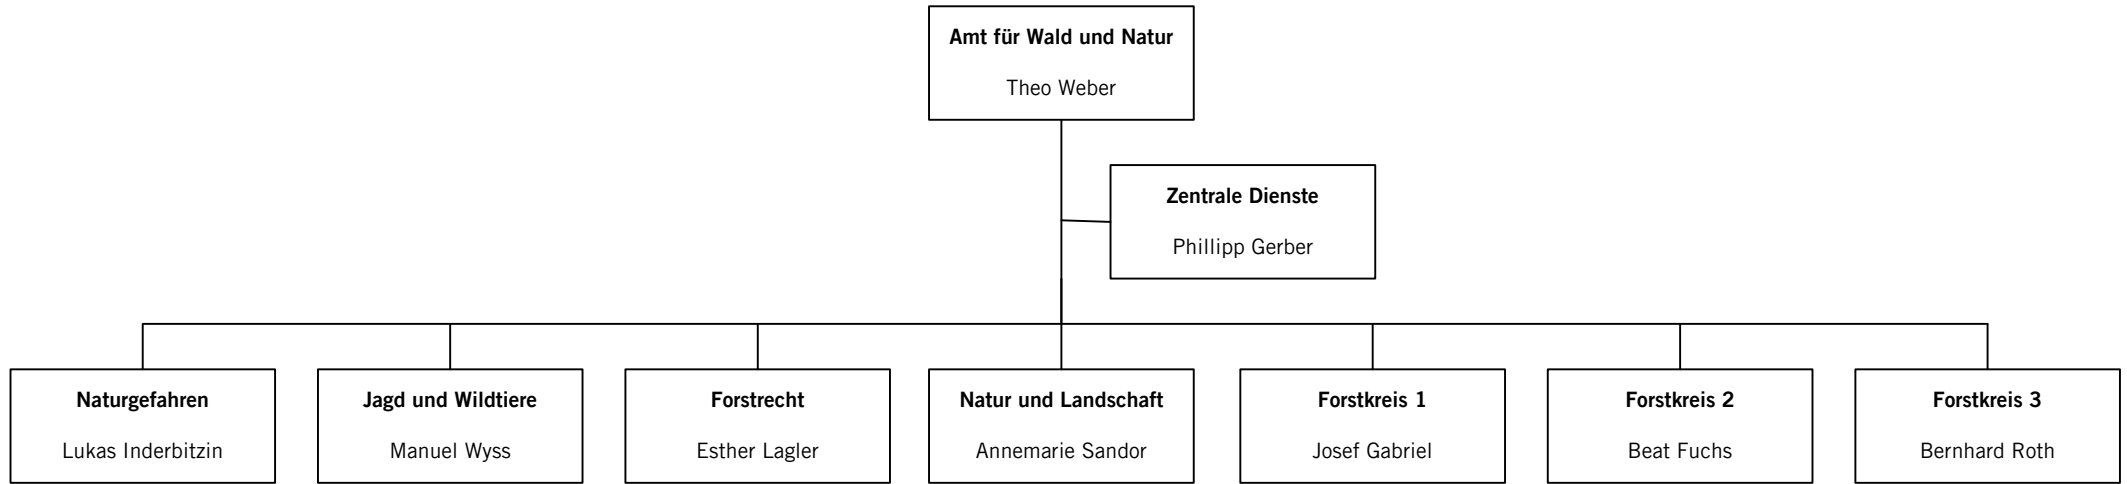 Amt für Wald und Natur
Theo Weber
Zentrale Dienste
Phillipp Gerber
Naturgefahren
Lukas Inderbitzin
Jagd und Wildtiere
Manuel Wyss
Forstrecht
Esther Lagler
Natur und Landschaft
Annemarie Sandor
Forstkreis 1
Josef Gabriel
Forstkreis 2
Beat Fuchs
Forstkreis 3
Bernhard Roth